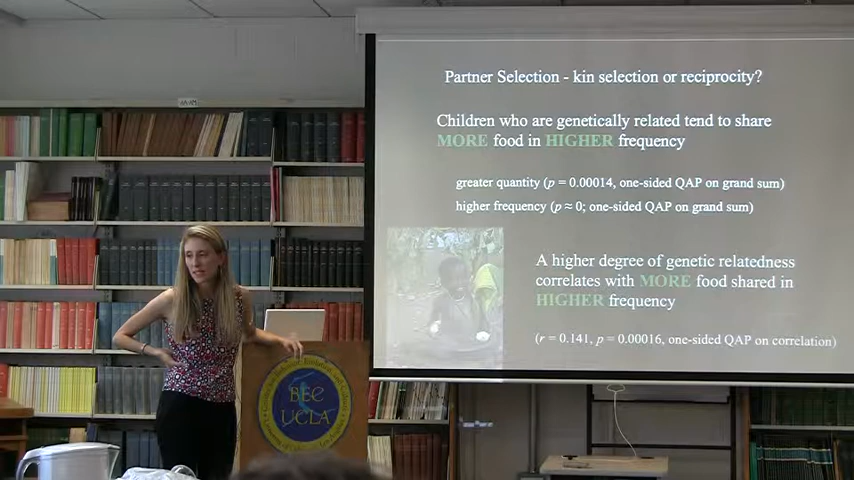 Partner Selection - kin selection or reciprocity?
Children who are genetically related tend to share
MORE food in HIGHER frequency
greater quantity (p = 0.00014, one-sided QAP on grand sum)
higher frequency (p ≈ 0; one-sided QAP on grand sum)
A higher degree of genetic relatedness
correlates with MORE food shared in
HIGHER frequency
(r = 0.141, p = 0.00016, one-sided QAP on correlation)
BEC
UCLA